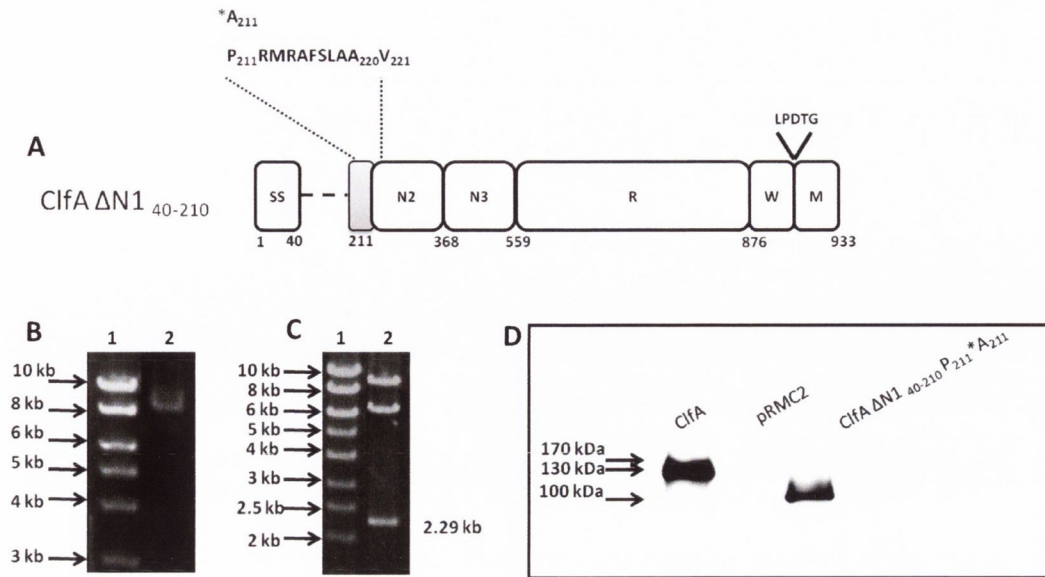 *A211
P211RMRAFSLAA220V221
LPDTG
A
ClfA ΔN1 40-210
SS
N2
N3
R
W
M
1
40
211
368
559
876
933
B
1
2
10 kb
8 kb
6 kb
5 kb
4 kb
3 kb
C
1
2
10 kb
8 kb
6 kb
5 kb
4 kb
3 kb
2.5 kb
2 kb
2.29 kb
D
ClfA
pRMC2
ClfA ΔN1 40-210 P211*A211
170 kDa
130 kDa
100 kDa